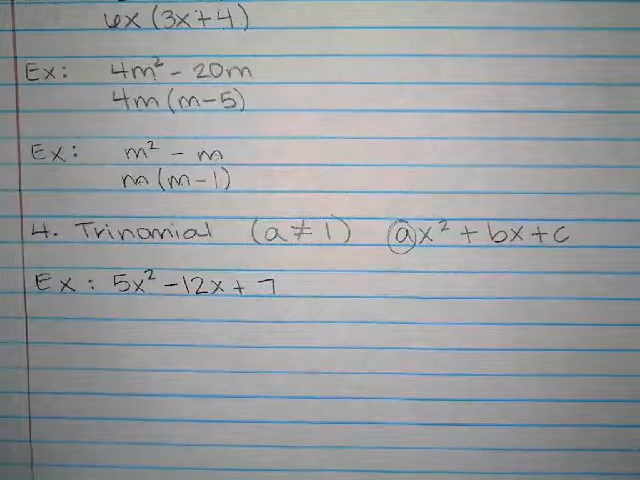 6x (3x+4)
Ex: 4m² - 20m
4m (m-5)
Ex: m² - m
m (m-1)
4. Trinomial (a≠1) ax² + bx + c
Ex: 5x² - 12x + 7